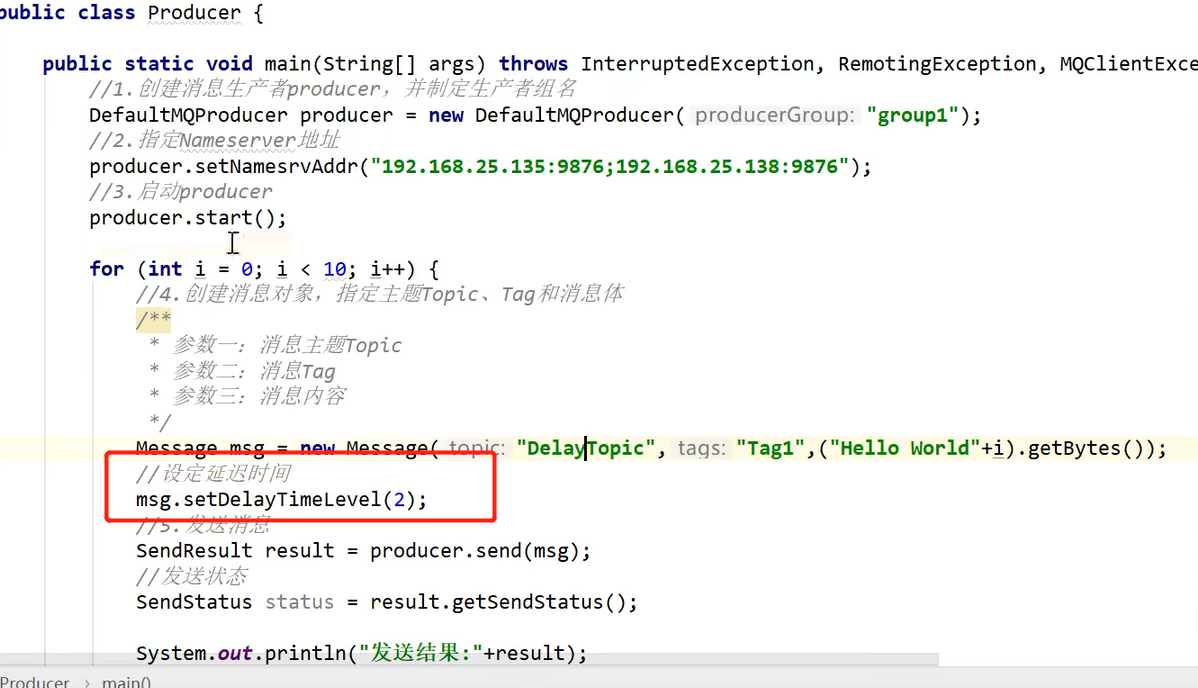 public class Producer {
public static void main(String[] args) throws InterruptedException, RemotingException, MQClientExce
//1.创建消息生产者producer，并制定生产者组名
DefaultMQProducer producer = new DefaultMQProducer( producerGroup: "group1");
//2.指定Nameserver地址
producer.setNamesrvAddr("192.168.25.135:9876;192.168.25.138:9876");
//3.启动producer
producer.start();
for (int i = 0; i < 10; i++) {
//4.创建消息对象，指定主题Topic、Tag和消息体
/**
* 参数一：消息主题Topic
* 参数二：消息Tag
* 参数三：消息内容
*/
Message msg = new Message( topic: "DelayTopic", tags: "Tag1",("Hello World"+i).getBytes());
//设定延迟时间
msg.setDelayTimeLevel(2);
//5.发送消息
SendResult result = producer.send(msg);
//发送状态
SendStatus status = result.getSendStatus();
System.out.println("发送结果:"+result);
Producer › main()